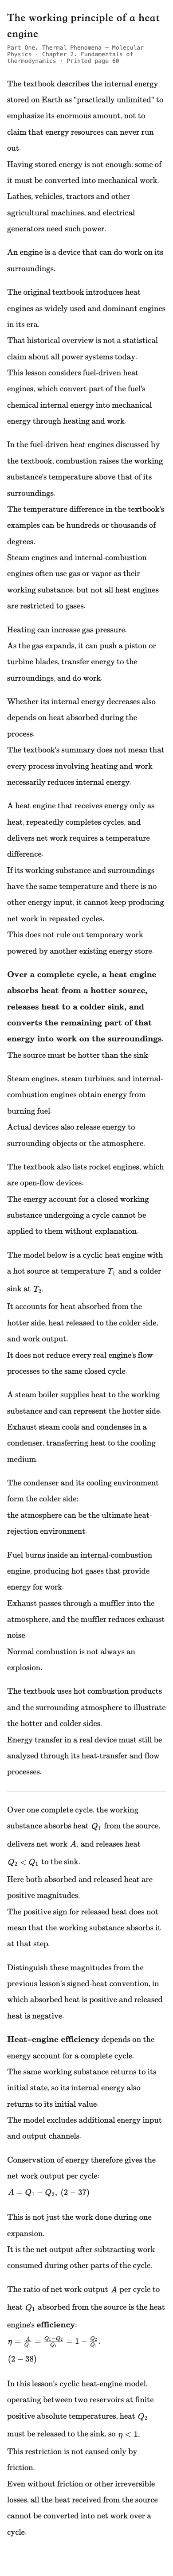 The working principle of a heat
engine
Part One. Thermal Phenomena — Molecular
Physics · Chapter 2. Fundamentals of
thermodynamics · Printed page 60
The textbook describes the internal energy
stored on Earth as "practically unlimited" to
emphasize its enormous amount, not to
claim that energy resources can never run
out.
Having stored energy is not enough: some of
it must be converted into mechanical work.
Lathes, vehicles, tractors and other
agricultural machines, and electrical
generators need such power.
An engine is a device that can do work on its
surroundings.
The original textbook introduces heat
engines as widely used and dominant engines
in its era.
That historical overview is not a statistical
claim about all power systems today.
This lesson considers fuel-driven heat
engines, which convert part of the fuel's
chemical internal energy into mechanical
energy through heating and work.
In the fuel-driven heat engines discussed by
the textbook, combustion raises the working
substance's temperature above that of its
surroundings.
The temperature difference in the textbook's
examples can be hundreds or thousands of
degrees.
Steam engines and internal-combustion
engines often use gas or vapor as their
working substance, but not all heat engines
are restricted to gases.
Heating can increase gas pressure.
As the gas expands, it can push a piston or
turbine blades, transfer energy to the
surroundings, and do work.
Whether its internal energy decreases also
depends on heat absorbed during the
process.
The textbook's summary does not mean that
every process involving heating and work
necessarily reduces internal energy.
A heat engine that receives energy only as
heat, repeatedly completes cycles, and
delivers net work requires a temperature
difference.
If its working substance and surroundings
have the same temperature and there is no
other energy input, it cannot keep producing
net work in repeated cycles.
This does not rule out temporary work
powered by another existing energy store.
Over a complete cycle, a heat engine
absorbs heat from a hotter source,
releases heat to a colder sink, and
converts the remaining part of that
energy into work on the surroundings.
The source must be hotter than the sink.
Steam engines, steam turbines, and internal-
combustion engines obtain energy from
burning fuel.
Actual devices also release energy to
surrounding objects or the atmosphere.
The textbook also lists rocket engines, which
are open-flow devices.
The energy account for a closed working
substance undergoing a cycle cannot be
applied to them without explanation.
The model below is a cyclic heat engine with
a hot source at temperature T₁ and a colder
sink at T₂.
It accounts for heat absorbed from the
hotter side, heat released to the colder side,
and work output.
It does not reduce every real engine's flow
processes to the same closed cycle.
A steam boiler supplies heat to the working
substance and can represent the hotter side.
Exhaust steam cools and condenses in a
condenser, transferring heat to the cooling
medium.
The condenser and its cooling environment
form the colder side;
the atmosphere can be the ultimate heat-
rejection environment.
Fuel burns inside an internal-combustion
engine, producing hot gases that provide
energy for work.
Exhaust passes through a muffler into the
atmosphere, and the muffler reduces exhaust
noise.
Normal combustion is not always an
explosion.
The textbook uses hot combustion products
and the surrounding atmosphere to illustrate
the hotter and colder sides.
Energy transfer in a real device must still be
analyzed through its heat-transfer and flow
processes.
Over one complete cycle, the working
substance absorbs heat Q₁ from the source,
delivers net work A, and releases heat
Q₂ < Q₁ to the sink.
Here both absorbed and released heat are
positive magnitudes.
The positive sign for released heat does not
mean that the working substance absorbs it
at that step.
Distinguish these magnitudes from the
previous lesson's signed-heat convention, in
which absorbed heat is positive and released
heat is negative.
Heat-engine efficiency depends on the
energy account for a complete cycle.
The same working substance returns to its
initial state, so its internal energy also
returns to its initial value.
The model excludes additional energy input
and output channels.
Conservation of energy therefore gives the
net work output per cycle:
A = Q₁ − Q₂, (2−37)
This is not just the work done during one
expansion.
It is the net output after subtracting work
consumed during other parts of the cycle.
The ratio of net work output A per cycle to
heat Q₁ absorbed from the source is the heat
engine's efficiency:
η = A/Q₁ = (Q₁−Q₂)/Q₁ = 1 − Q₂/Q₁.
(2−38)
In this lesson's cyclic heat-engine model,
operating between two reservoirs at finite
positive absolute temperatures, heat Q₂
must be released to the sink, so η < 1.
This restriction is not caused only by
friction.
Even without friction or other irreversible
losses, all the heat received from the source
cannot be converted into net work over a
cycle.